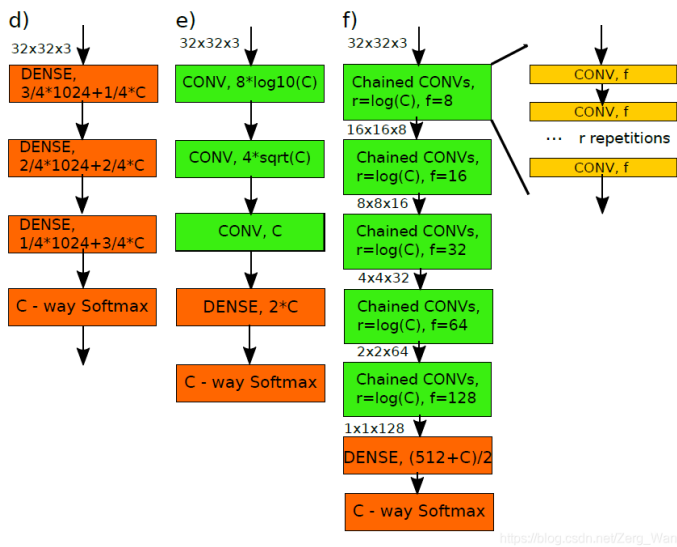 d)
32x32x3
DENSE,
3/4*1024+1/4*C
DENSE,
2/4*1024+2/4*C
DENSE,
1/4*1024+3/4*C
C - way Softmax
e)
32x32x3
CONV, 8*log10(C)
CONV, 4*sqrt(C)
CONV, C
DENSE, 2*C
C - way Softmax
f)
32x32x3
Chained CONVs,
r=log(C), f=8
16x16x8
Chained CONVs,
r=log(C), f=16
8x8x16
Chained CONVs,
r=log(C), f=32
4x4x32
Chained CONVs,
r=log(C), f=64
2x2x64
Chained CONVs,
r=log(C), f=128
1x1x128
DENSE, (512+C)/2
C - way Softmax
CONV, f
CONV, f
... r repetitions
CONV, f
https://blog.csdn.net/Zerg_Wan